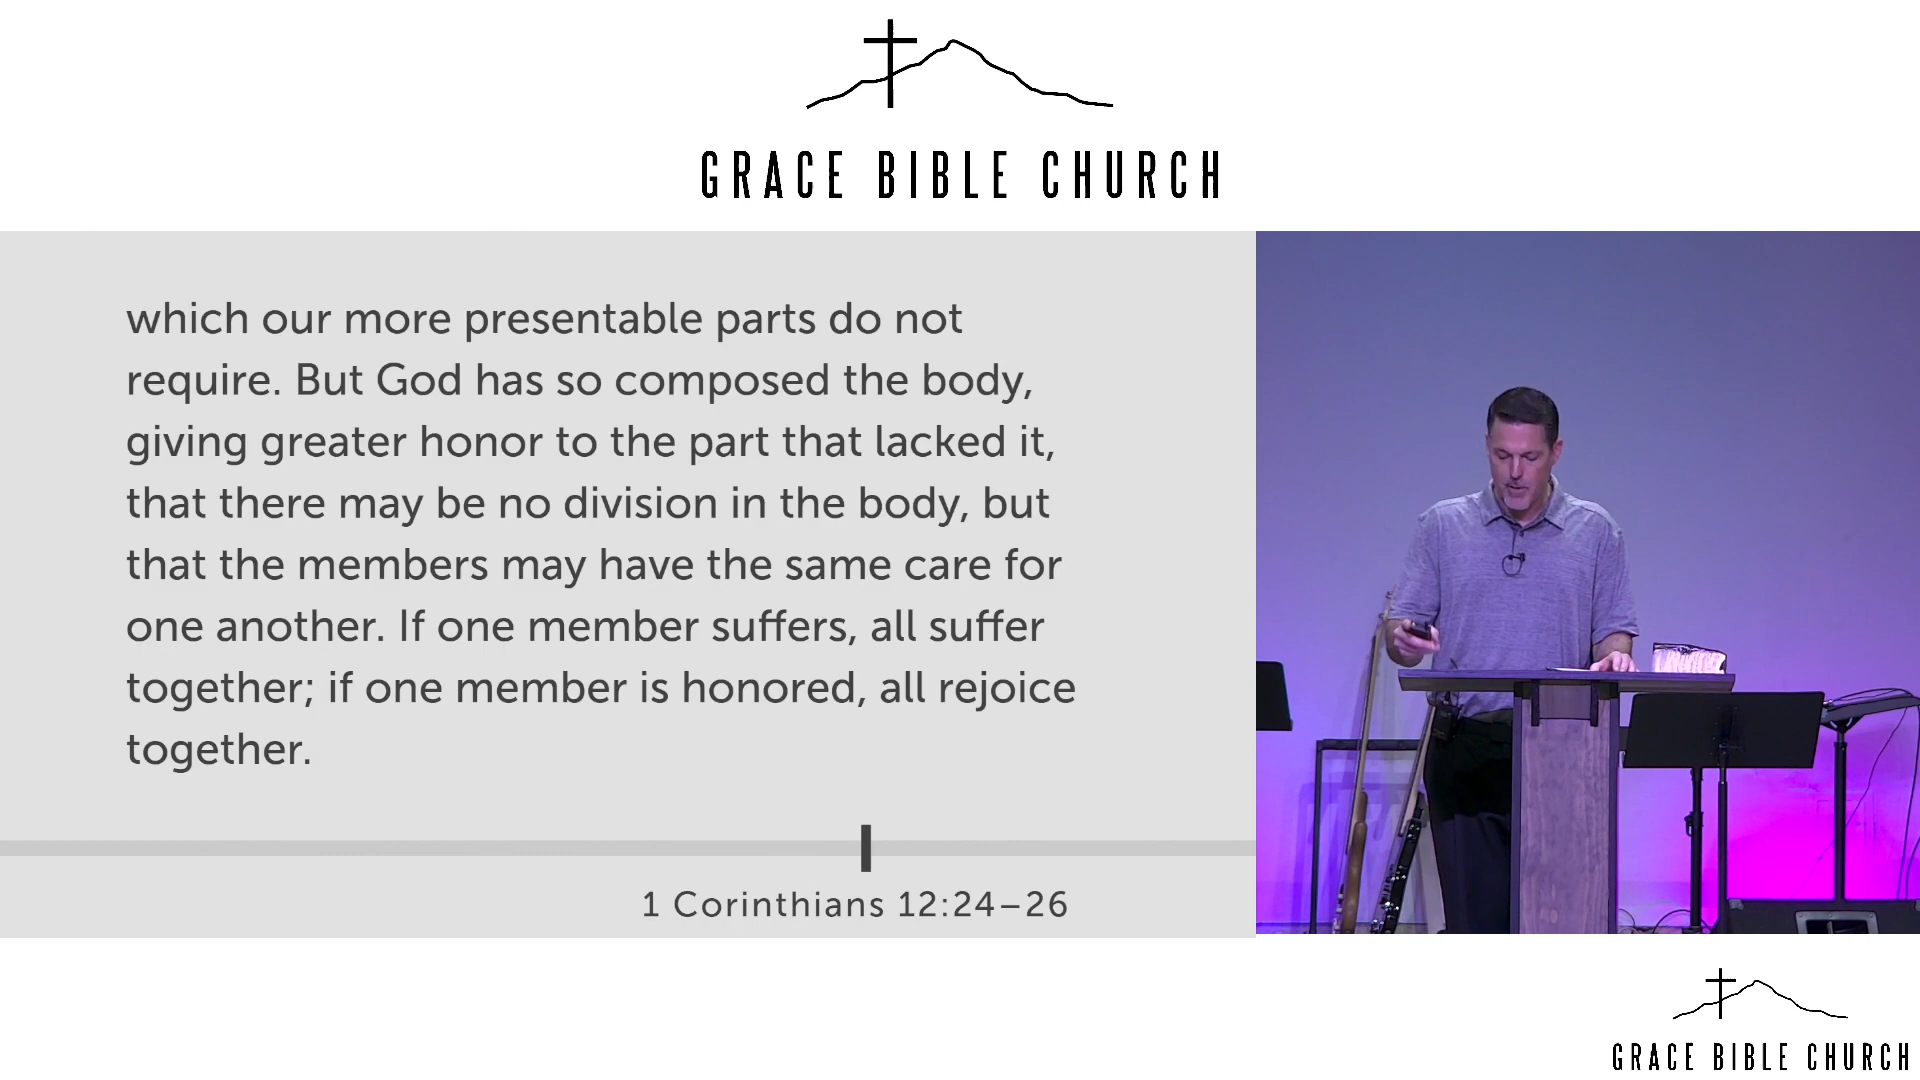 GRACE BIBLE CHURCH
which our more presentable parts do not
require. But God has so composed the body,
giving greater honor to the part that lacked it,
that there may be no division in the body, but
that the members may have the same care for
one another. If one member suffers, all suffer
together; if one member is honored, all rejoice
together.
1 Corinthians 12:24–26
GRACE BIBLE CHURCH